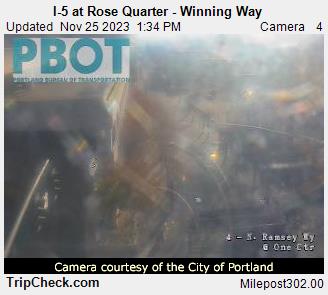 I-5 at Rose Quarter - Winning Way
Updated Nov 25 2023 1:34 PM Camera 4
PBOT
PORTLAND BUREAU OF TRANSPORTATION
4 - N. Ramsey Wy
@ One Ctr
Camera courtesy of the City of Portland
TripCheck.com Milepost302.00